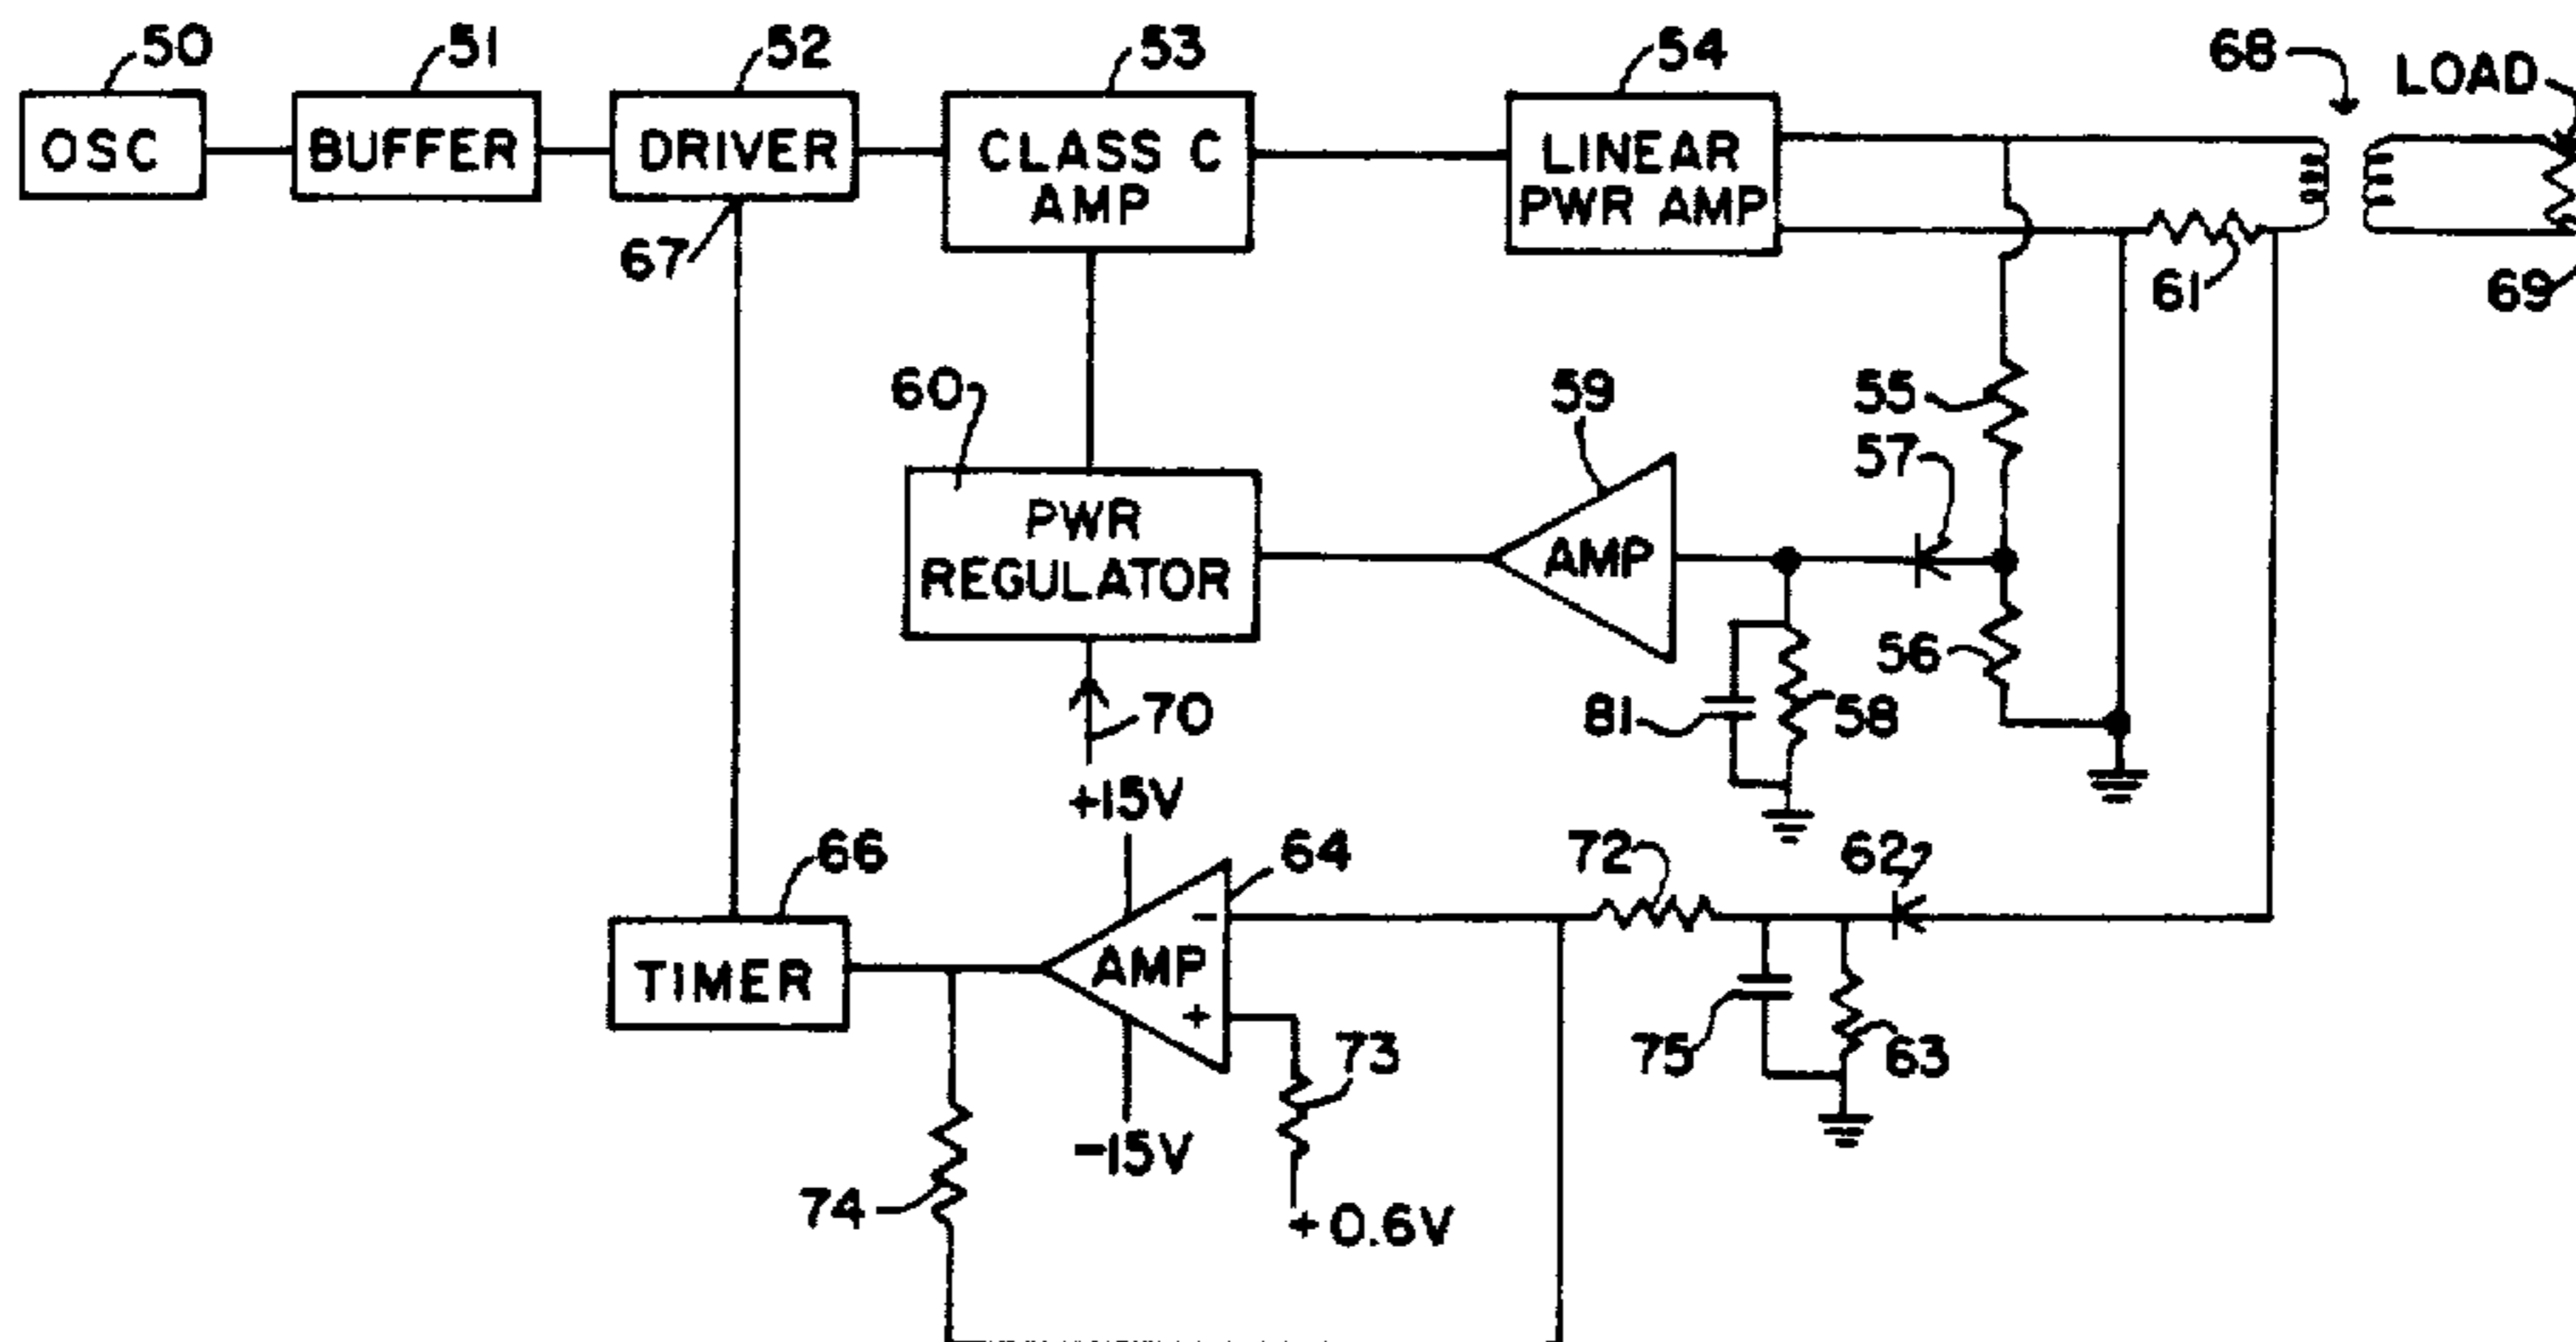 50
51
52
53
54
68
LOAD
OSC
BUFFER
DRIVER
CLASS C
AMP
LINEAR
PWR AMP
67
61
69
60
59
55
57
PWR
REGULATOR
AMP
56
81
58
70
+15V
66
64
72
62
TIMER
-
AMP
+
73
75
63
-15V
74
+0.6V